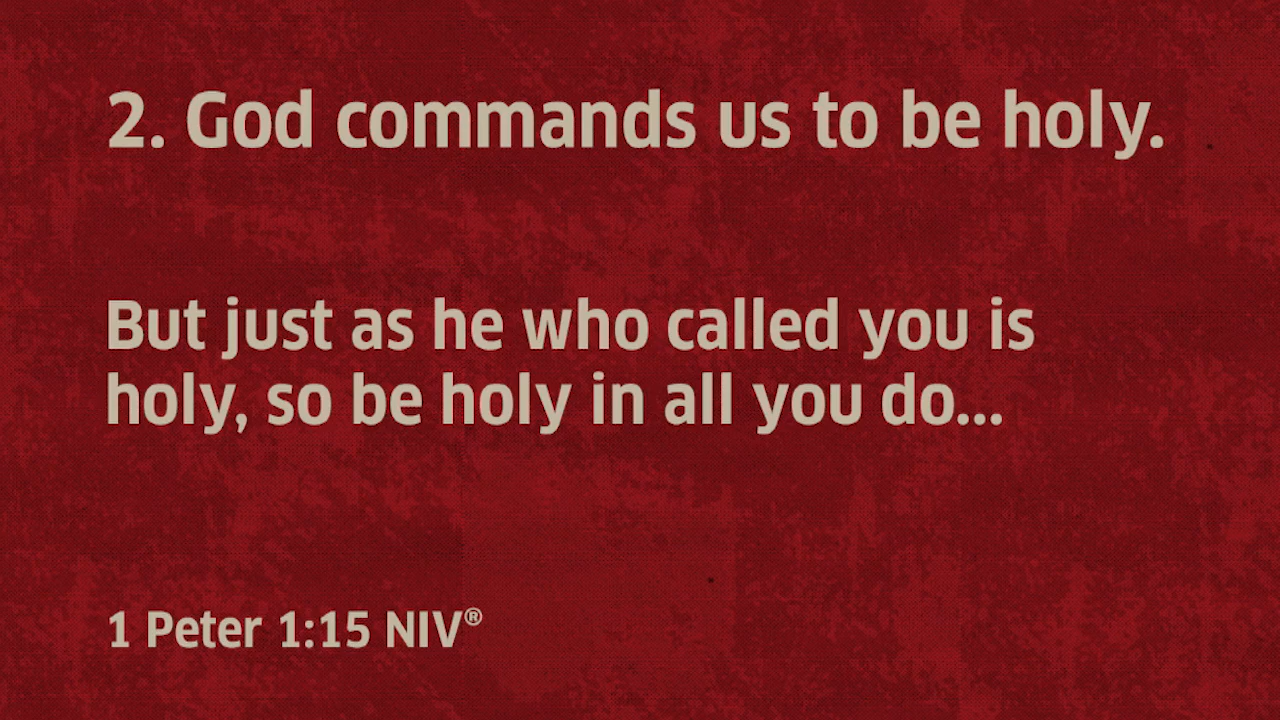 2. God commands us to be holy.
But just as he who called you is
holy, so be holy in all you do...
1 Peter 1:15 NIV®